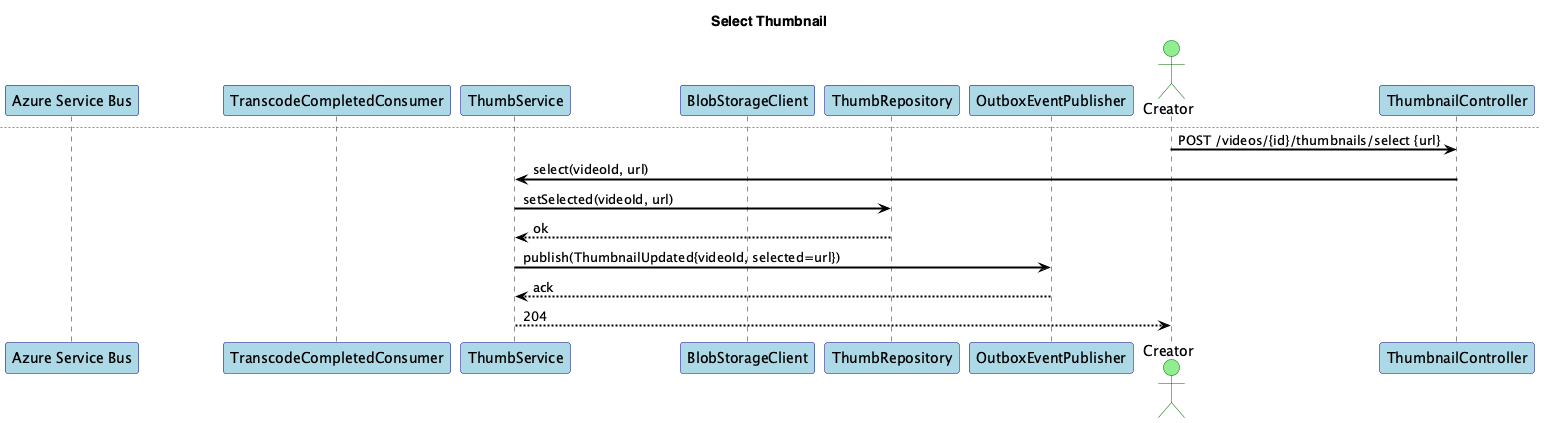 Select Thumbnail
Azure Service Bus
TranscodeCompletedConsumer
ThumbService
BlobStorageClient
ThumbRepository
OutboxEventPublisher
Creator
ThumbnailController
POST /videos/{id}/thumbnails/select {url}
select(videoId, url)
setSelected(videoId, url)
ok
publish(ThumbnailUpdated{videoId, selected=url})
ack
204
Azure Service Bus
TranscodeCompletedConsumer
ThumbService
BlobStorageClient
ThumbRepository
OutboxEventPublisher
Creator
ThumbnailController